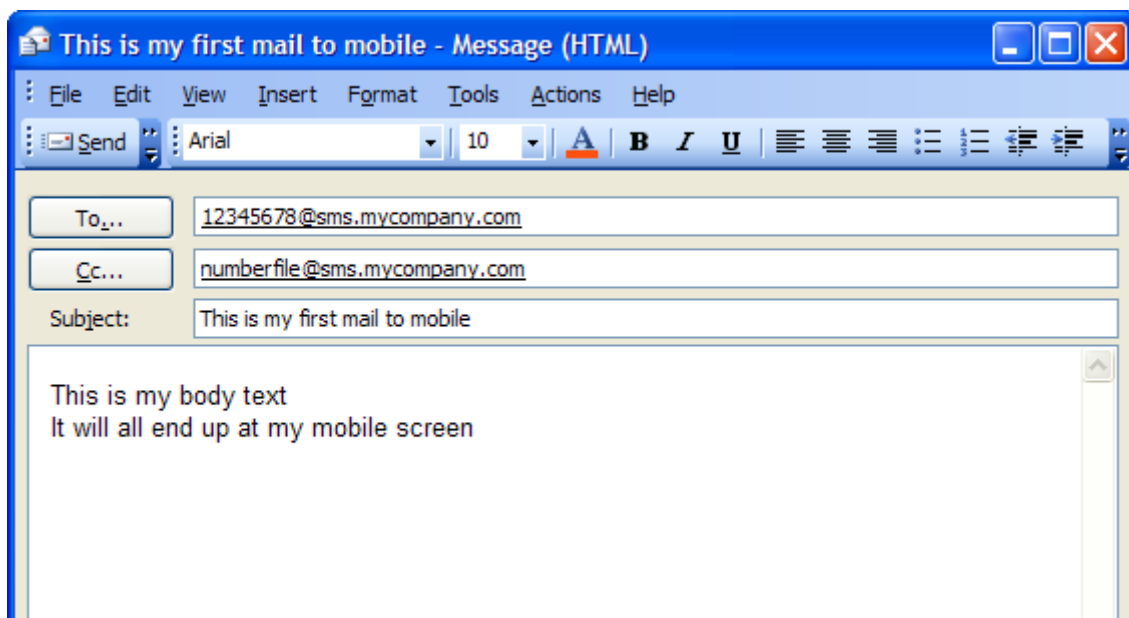 This is my first mail to mobile - Message (HTML)
File Edit View Insert Format Tools Actions Help
Send Arial 10 A B I U
To... 12345678@sms.mycompany.com
Cc... numberfile@sms.mycompany.com
Subject: This is my first mail to mobile
This is my body text
It will all end up at my mobile screen